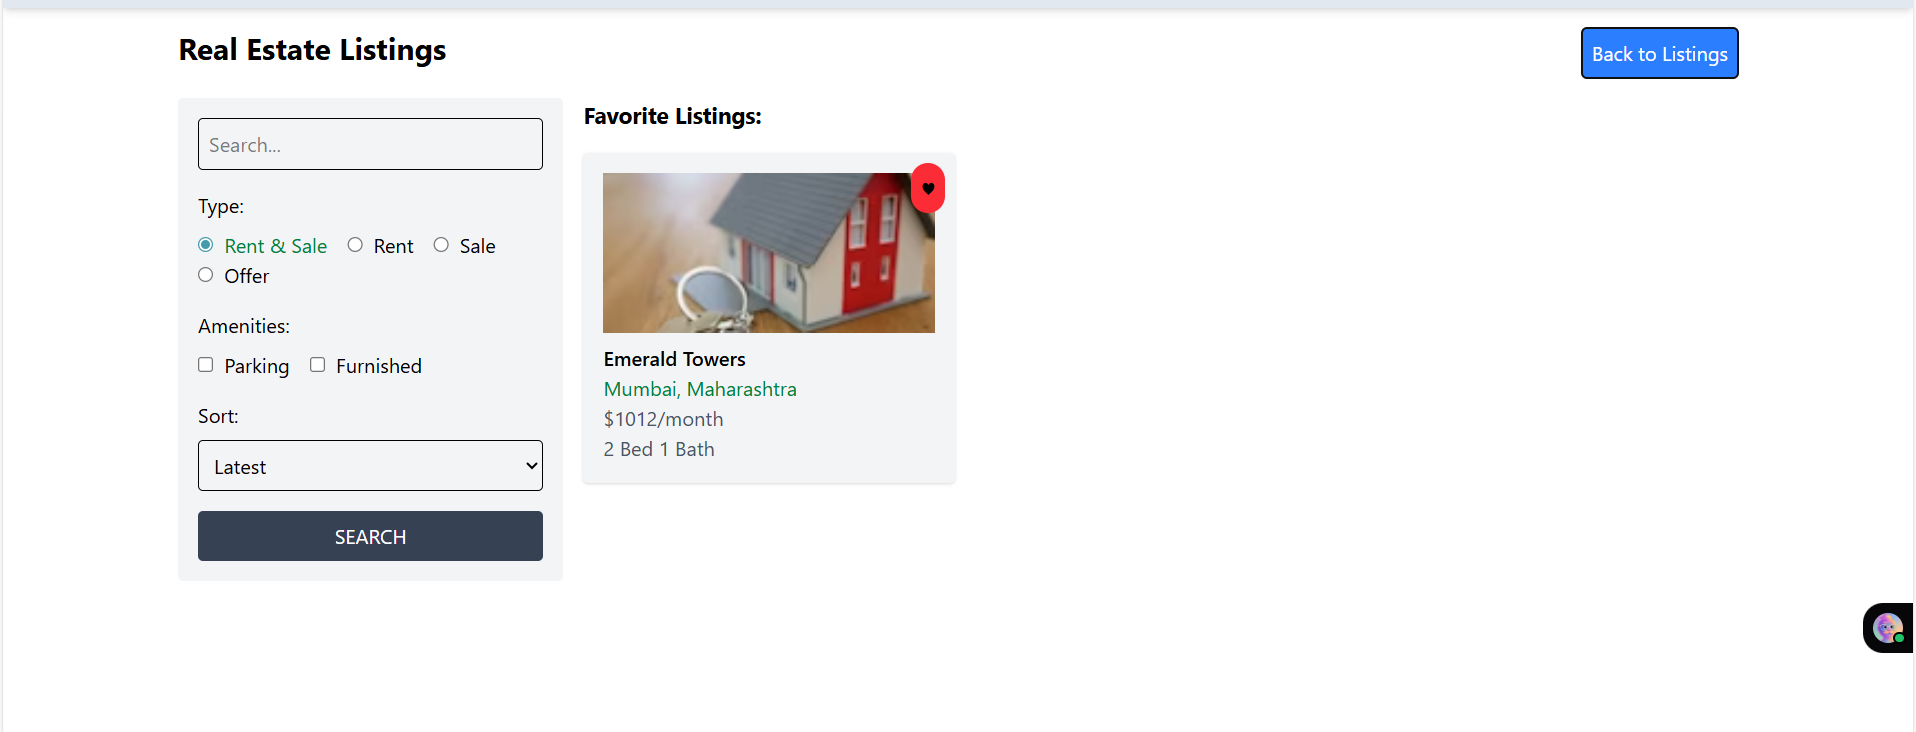 Real Estate Listings
Back to Listings
Search...
Type:
Rent & Sale Rent Sale
Offer
Amenities:
Parking Furnished
Sort:
Latest
SEARCH
Favorite Listings:
Emerald Towers
Mumbai, Maharashtra
$1012/month
2 Bed 1 Bath